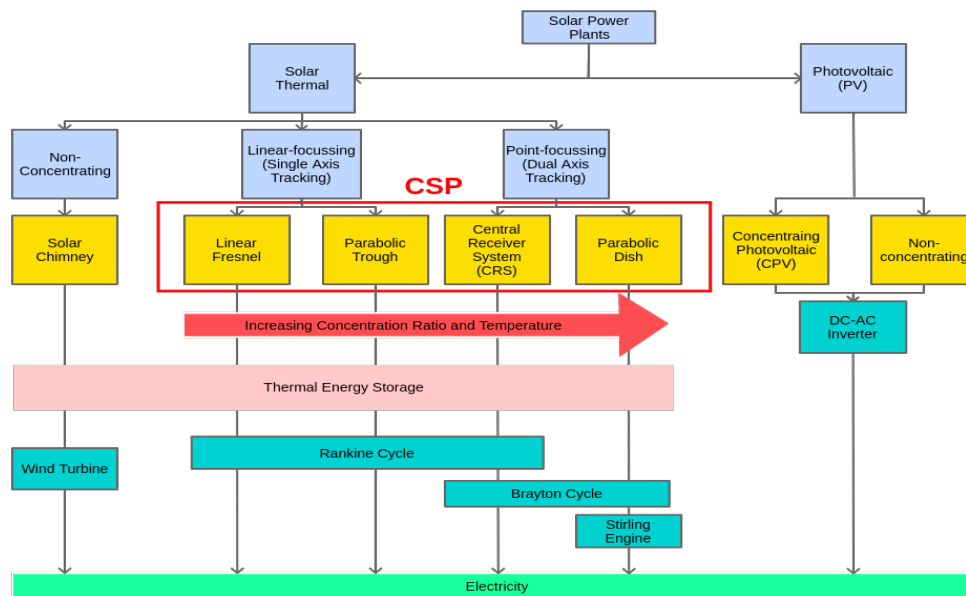 Solar Power
Plants
Solar
Thermal
Photovoltaic
(PV)
Non-
Concentrating
Linear-focussing
(Single Axis
Tracking)
Point-focussing
(Dual Axis
Tracking)
CSP
Solar
Chimney
Linear
Fresnel
Parabolic
Trough
Central
Receiver
System
(CRS)
Parabolic
Dish
Concentraing
Photovoltaic
(CPV)
Non-
concentrating
Increasing Concentration Ratio and Temperature
DC-AC
Inverter
Thermal Energy Storage
Rankine Cycle
Wind Turbine
Brayton Cycle
Stirling
Engine
Electricity